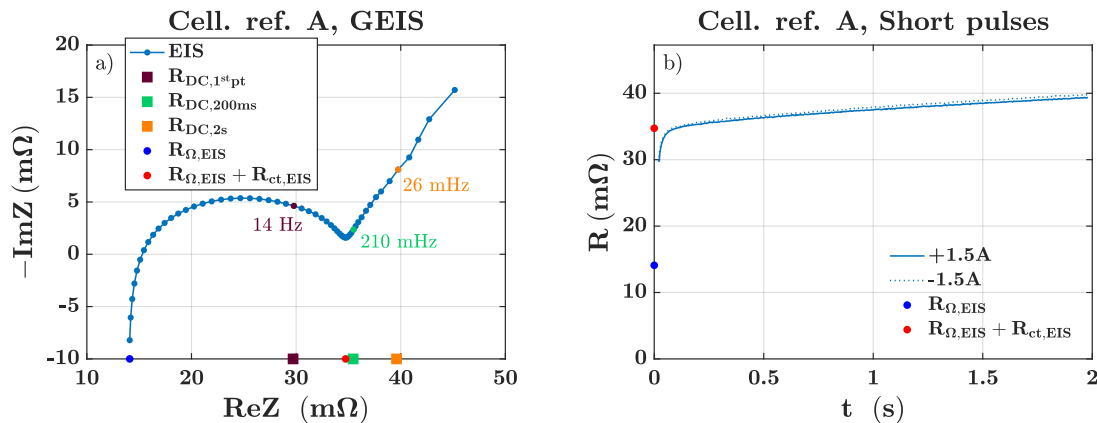 Cell. ref. A, GEIS
20
15
10
5
0
-5
-10
10
20
30
40
50
−ImZ (mΩ)
ReZ (mΩ)
a)
EIS
R_DC,1ˢᵗpt
R_DC,200ms
R_DC,2s
R_Ω,EIS
R_Ω,EIS + R_ct,EIS
14 Hz
210 mHz
26 mHz
Cell. ref. A, Short pulses
b)
40
30
20
10
0
0
0.5
1
1.5
2
R (mΩ)
t (s)
+1.5A
-1.5A
R_Ω,EIS
R_Ω,EIS + R_ct,EIS